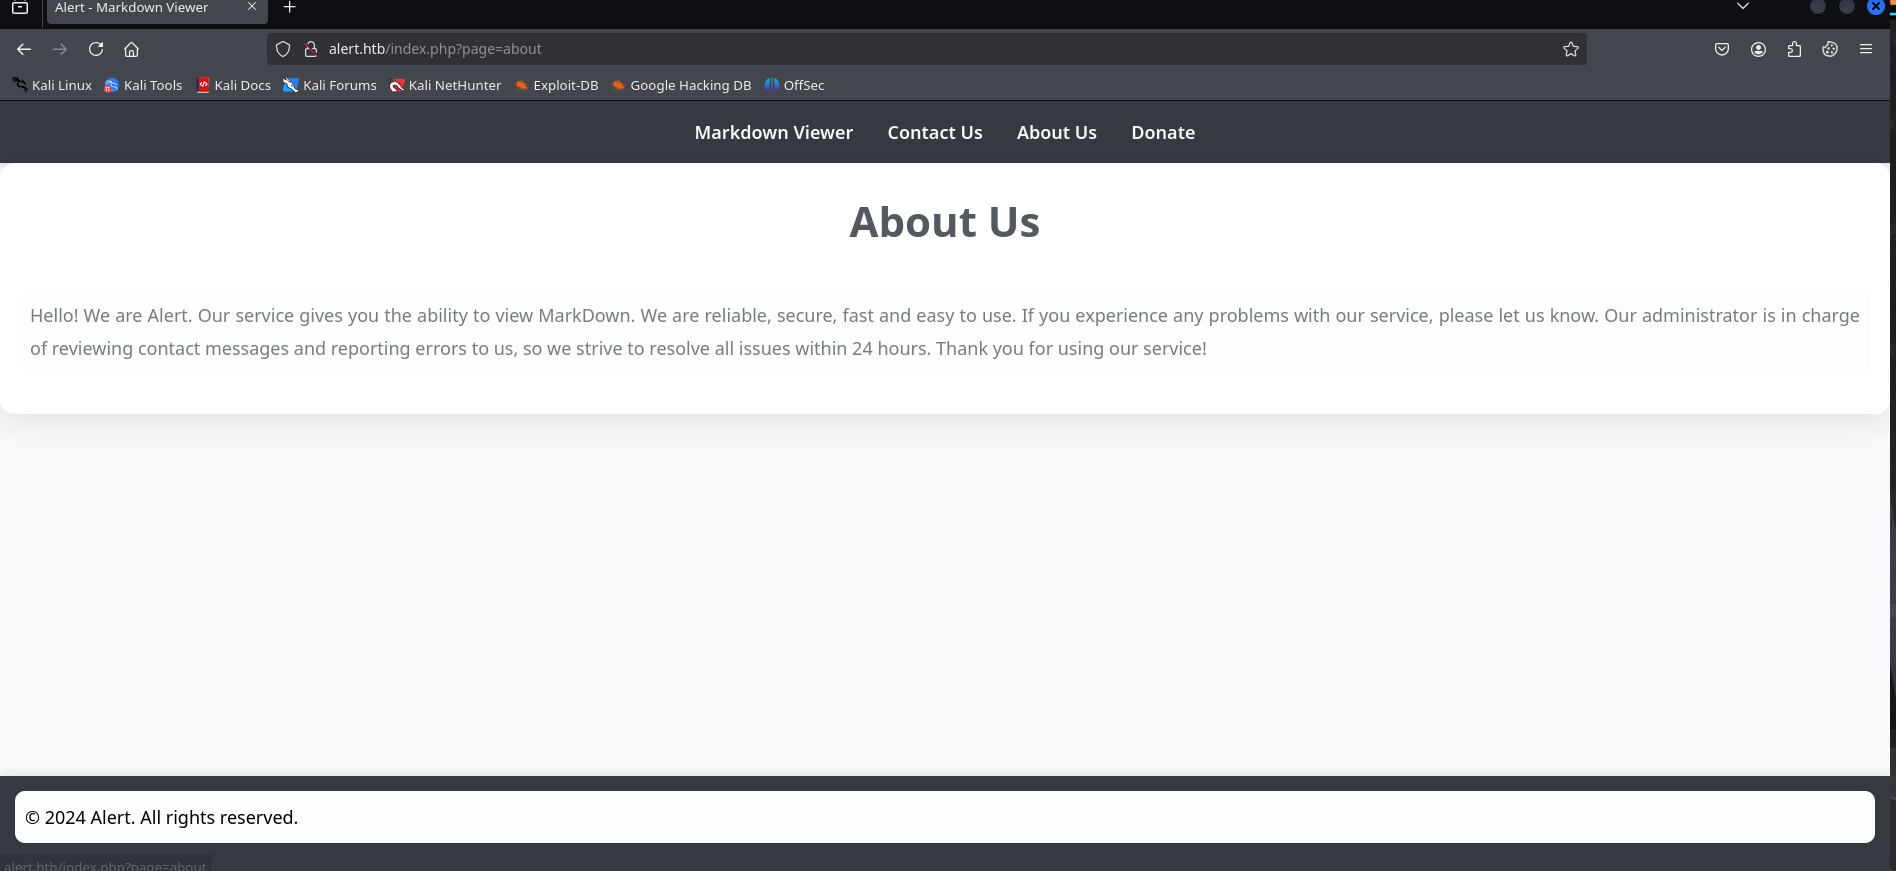 Alert - Markdown Viewer
alert.htb/index.php?page=about
Kali Linux Kali Tools Kali Docs Kali Forums Kali NetHunter Exploit-DB Google Hacking DB OffSec
Markdown Viewer Contact Us About Us Donate
About Us
Hello! We are Alert. Our service gives you the ability to view MarkDown. We are reliable, secure, fast and easy to use. If you experience any problems with our service, please let us know. Our administrator is in charge
of reviewing contact messages and reporting errors to us, so we strive to resolve all issues within 24 hours. Thank you for using our service!
© 2024 Alert. All rights reserved.
alert.htb/index.php?page=about